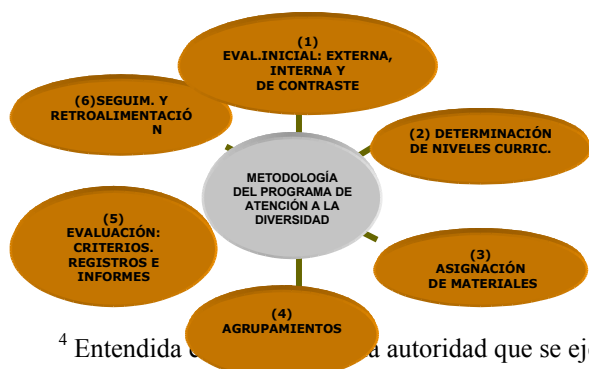 (1)
EVAL.INICIAL: EXTERNA,
INTERNA Y
DE CONTRASTE
(2) DETERMINACIÓN
DE NIVELES CURRIC.
(3)
ASIGNACIÓN
DE MATERIALES
(4)
AGRUPAMIENTOS
(5)
EVALUACIÓN:
CRITERIOS.
REGISTROS E
INFORMES
(6)SEGUIM. Y
RETROALIMENTACIÓ
N
METODOLOGÍA
DEL PROGRAMA DE
ATENCIÓN A LA
DIVERSIDAD
4 Entendida autoridad que se